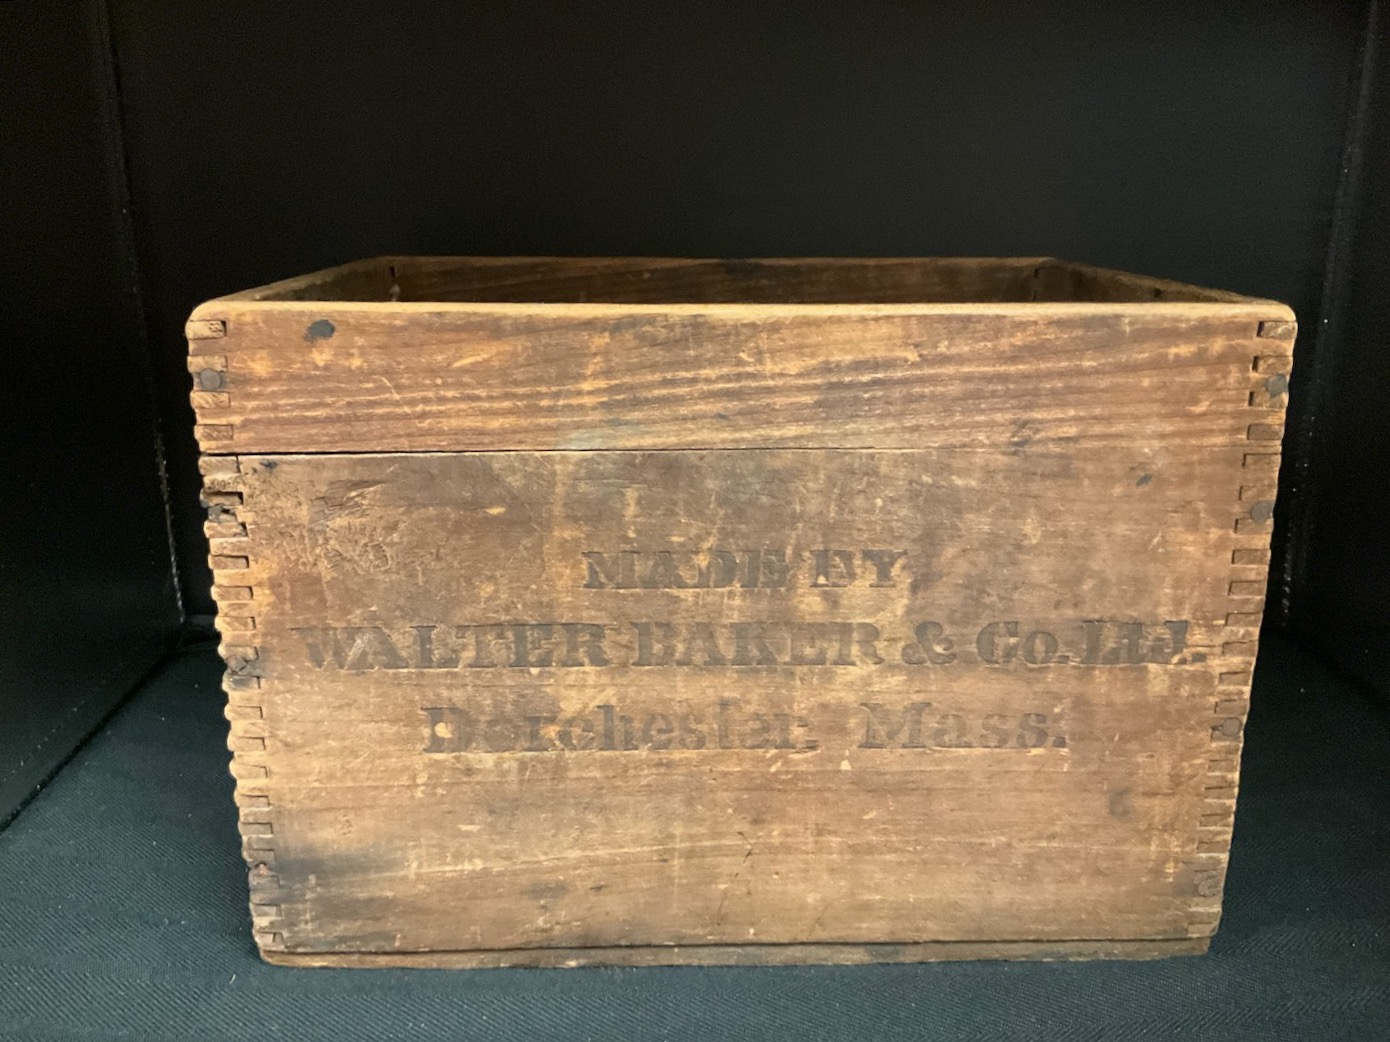 MADE BY
WALTER BAKER & Co. Ltd.
Dorchester, Mass.